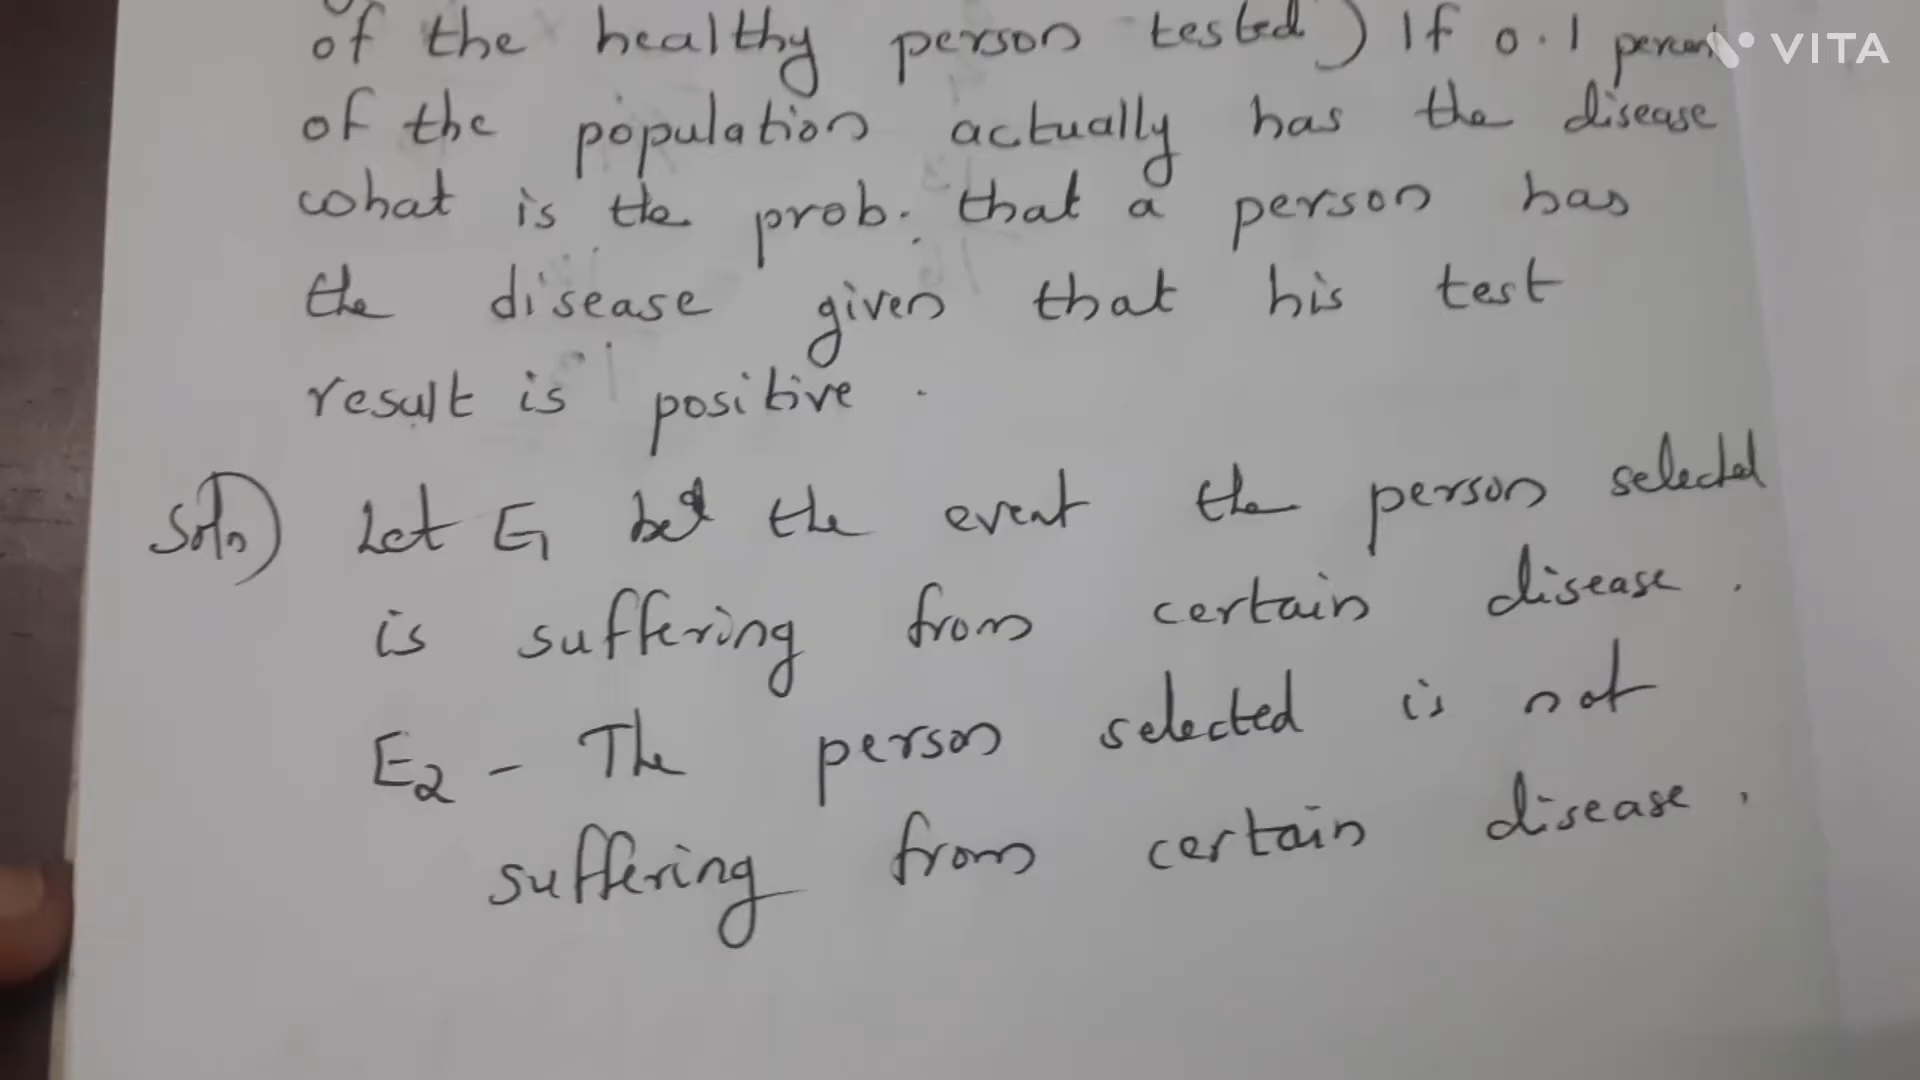 of the healthy person tested) If 0.1 percent
VITA
of the population actually has the disease
what is the prob. that a person has
the disease given that his test
result is positive.
Soln) Let E1 be the event the person selected
is suffering from certain disease.
E2 - The person selected is not
suffering from certain disease.